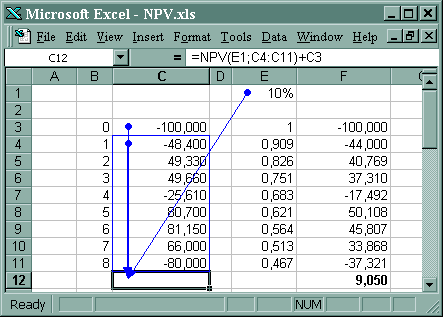 Microsoft Excel - NPV.xls
File Edit View Insert Format Tools Data Window Help
C12 =NPV(E1;C4:C11)+C3
A B C D E F
1 10%
2
3 0 -100,000 1 -100,000
4 1 -48,400 0,909 -44,000
5 2 49,330 0,826 40,769
6 3 49,660 0,751 37,310
7 4 -25,610 0,683 -17,492
8 5 80,700 0,621 50,108
9 6 81,150 0,564 45,807
10 7 66,000 0,513 33,868
11 8 -80,000 0,467 -37,321
12 9,050
Ready NUM